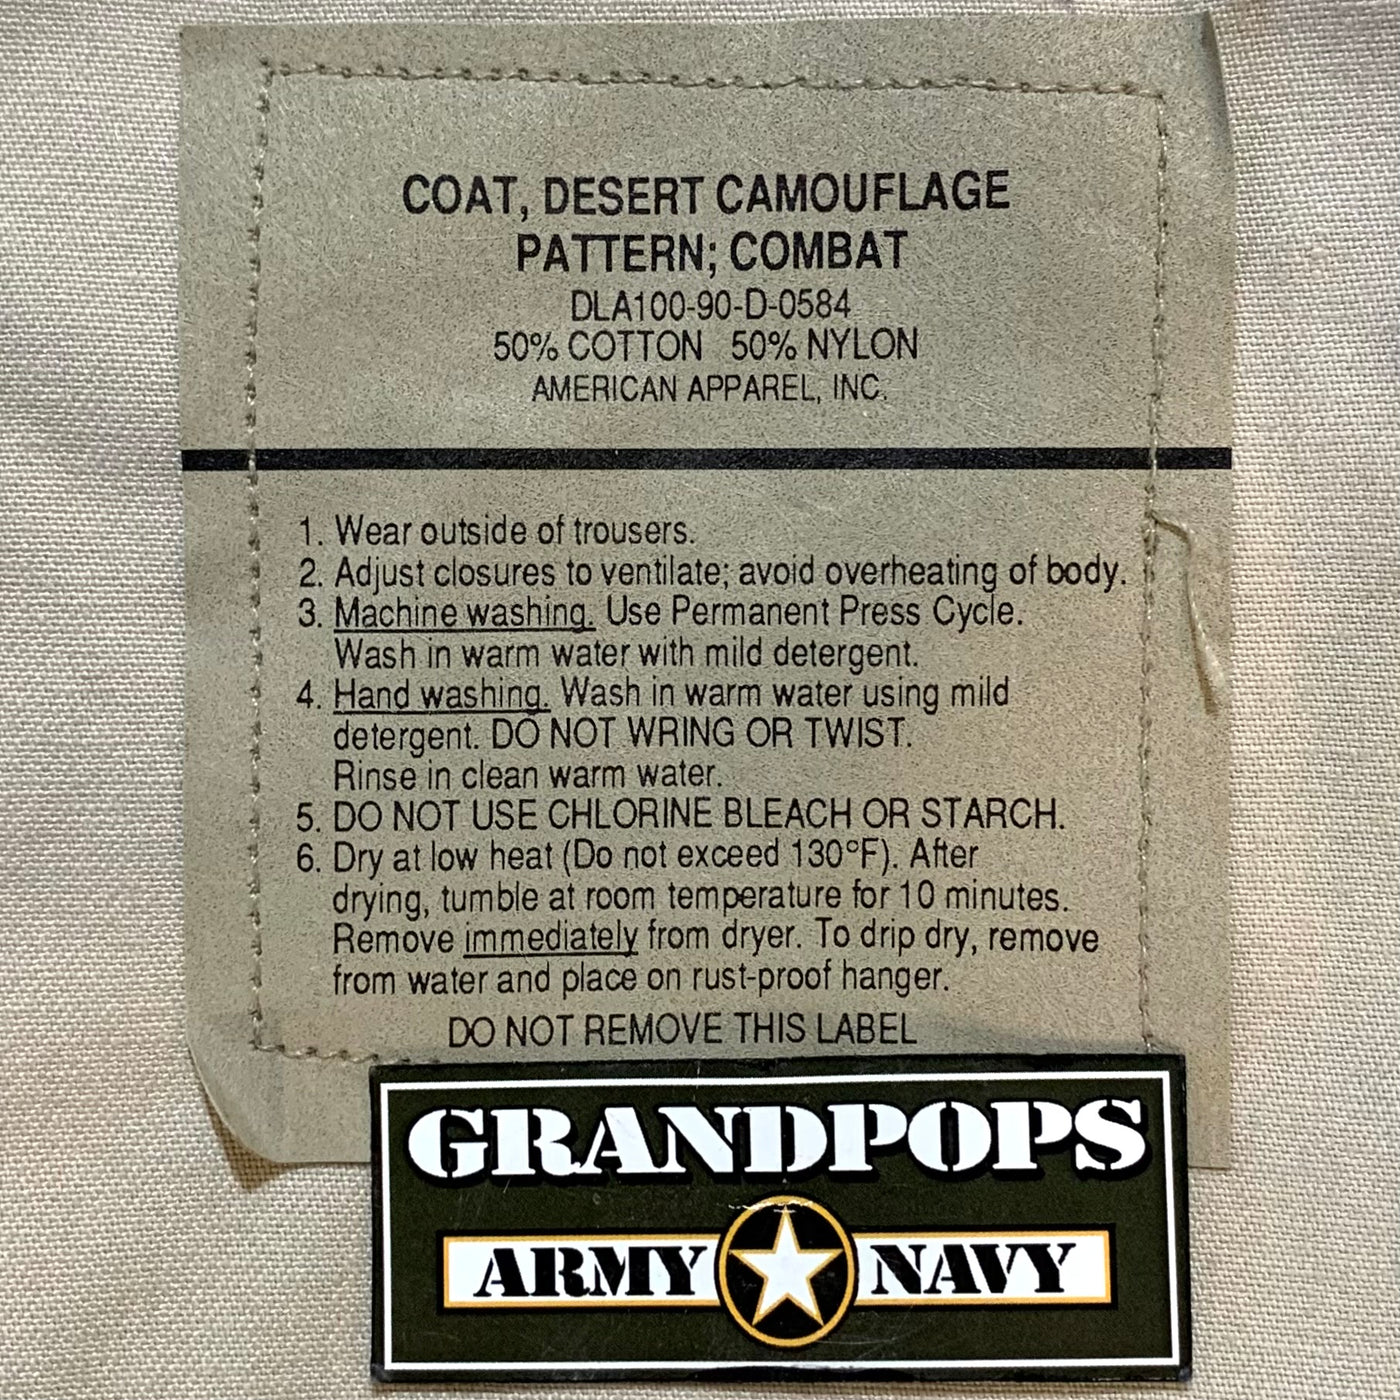 COAT, DESERT CAMOUFLAGE
PATTERN; COMBAT
DLA100-90-D-0584
50% COTTON 50% NYLON
AMERICAN APPAREL, INC.
1. Wear outside of trousers.
2. Adjust closures to ventilate; avoid overheating of body.
3. Machine washing. Use Permanent Press Cycle.
Wash in warm water with mild detergent.
4. Hand washing. Wash in warm water using mild
detergent. DO NOT WRING OR TWIST.
Rinse in clean warm water.
5. DO NOT USE CHLORINE BLEACH OR STARCH.
6. Dry at low heat (Do not exceed 130°F). After
drying, tumble at room temperature for 10 minutes.
Remove immediately from dryer. To drip dry, remove
from water and place on rust-proof hanger.
DO NOT REMOVE THIS LABEL
GRANDPOPS
ARMY NAVY